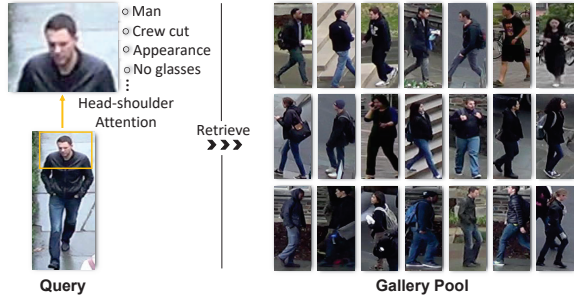 Man
Crew cut
Appearance
No glasses
Head-shoulder
Attention
Retrieve
Query
Gallery Pool